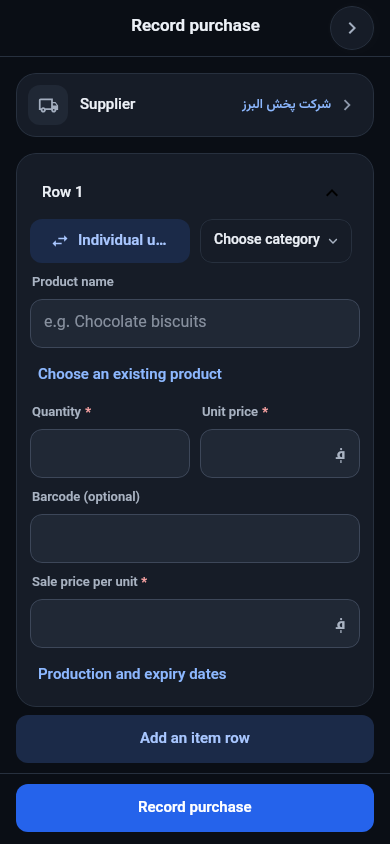 Record purchase
Supplier
شرکت پخش البرز
Row 1
Individual u...
Choose category
Product name
e.g. Chocolate biscuits
Choose an existing product
Quantity *
Unit price *
؋
Barcode (optional)
Sale price per unit *
؋
Production and expiry dates
Add an item row
Record purchase